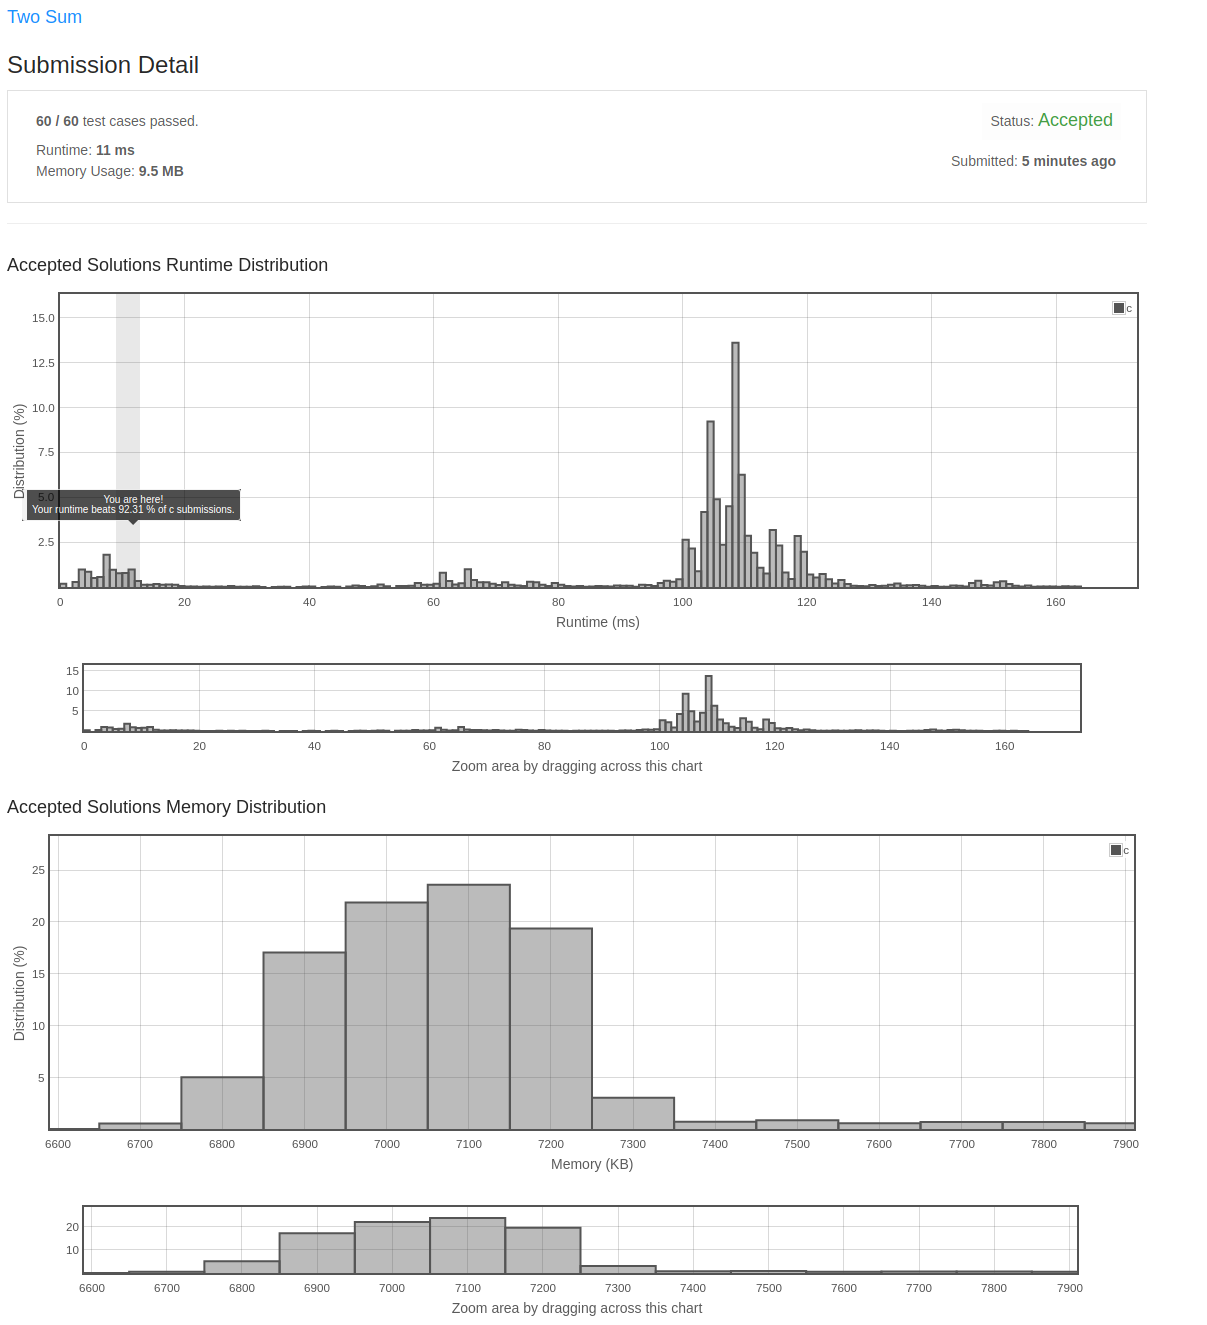 Two Sum
Submission Detail
60 / 60 test cases passed.
Status: Accepted
Runtime: 11 ms
Submitted: 5 minutes ago
Memory Usage: 9.5 MB
Accepted Solutions Runtime Distribution
c
15.0
12.5
10.0
7.5
5.0
2.5
Distribution (%)
You are here!
Your runtime beats 92.31 % of c submissions.
0 20 40 60 80 100 120 140 160
Runtime (ms)
15
10
5
0 20 40 60 80 100 120 140 160
Zoom area by dragging across this chart
Accepted Solutions Memory Distribution
c
25
20
15
10
5
Distribution (%)
6600 6700 6800 6900 7000 7100 7200 7300 7400 7500 7600 7700 7800 7900
Memory (KB)
20
10
6600 6700 6800 6900 7000 7100 7200 7300 7400 7500 7600 7700 7800 7900
Zoom area by dragging across this chart